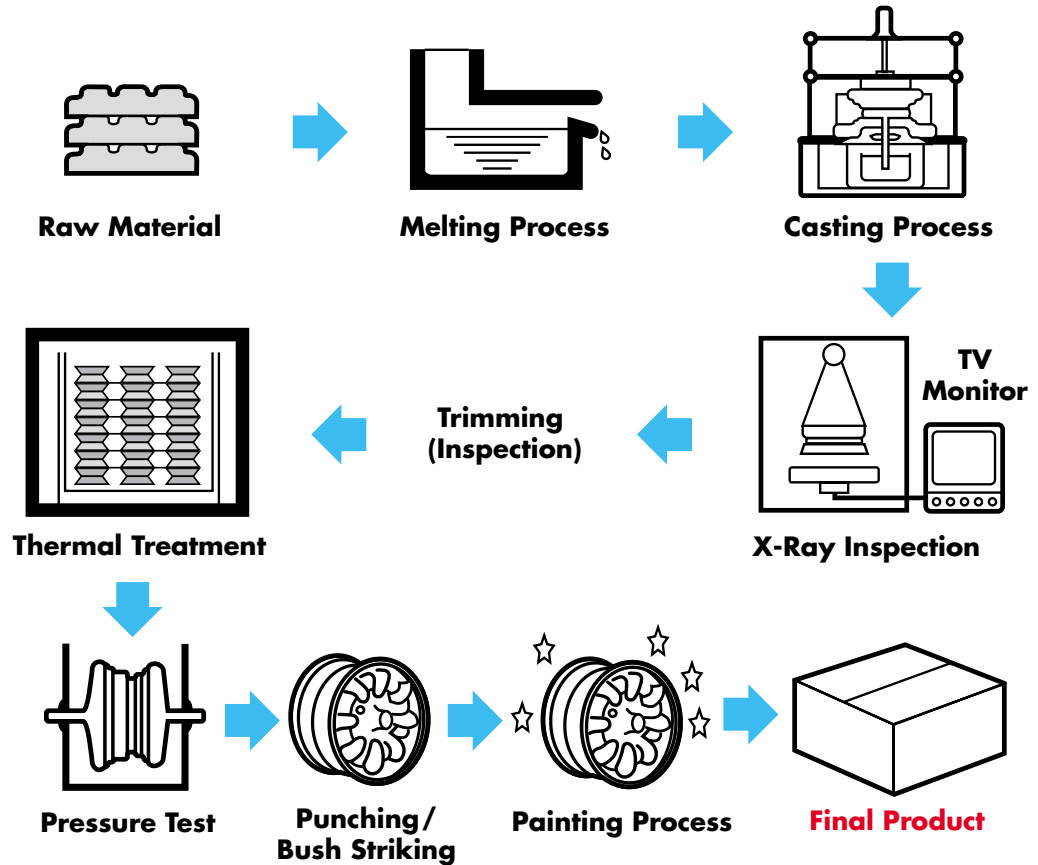 Raw Material
Melting Process
Casting Process
TV
Monitor
X-Ray Inspection
Trimming
(Inspection)
Thermal Treatment
Pressure Test
Punching/
Bush Striking
Painting Process
Final Product